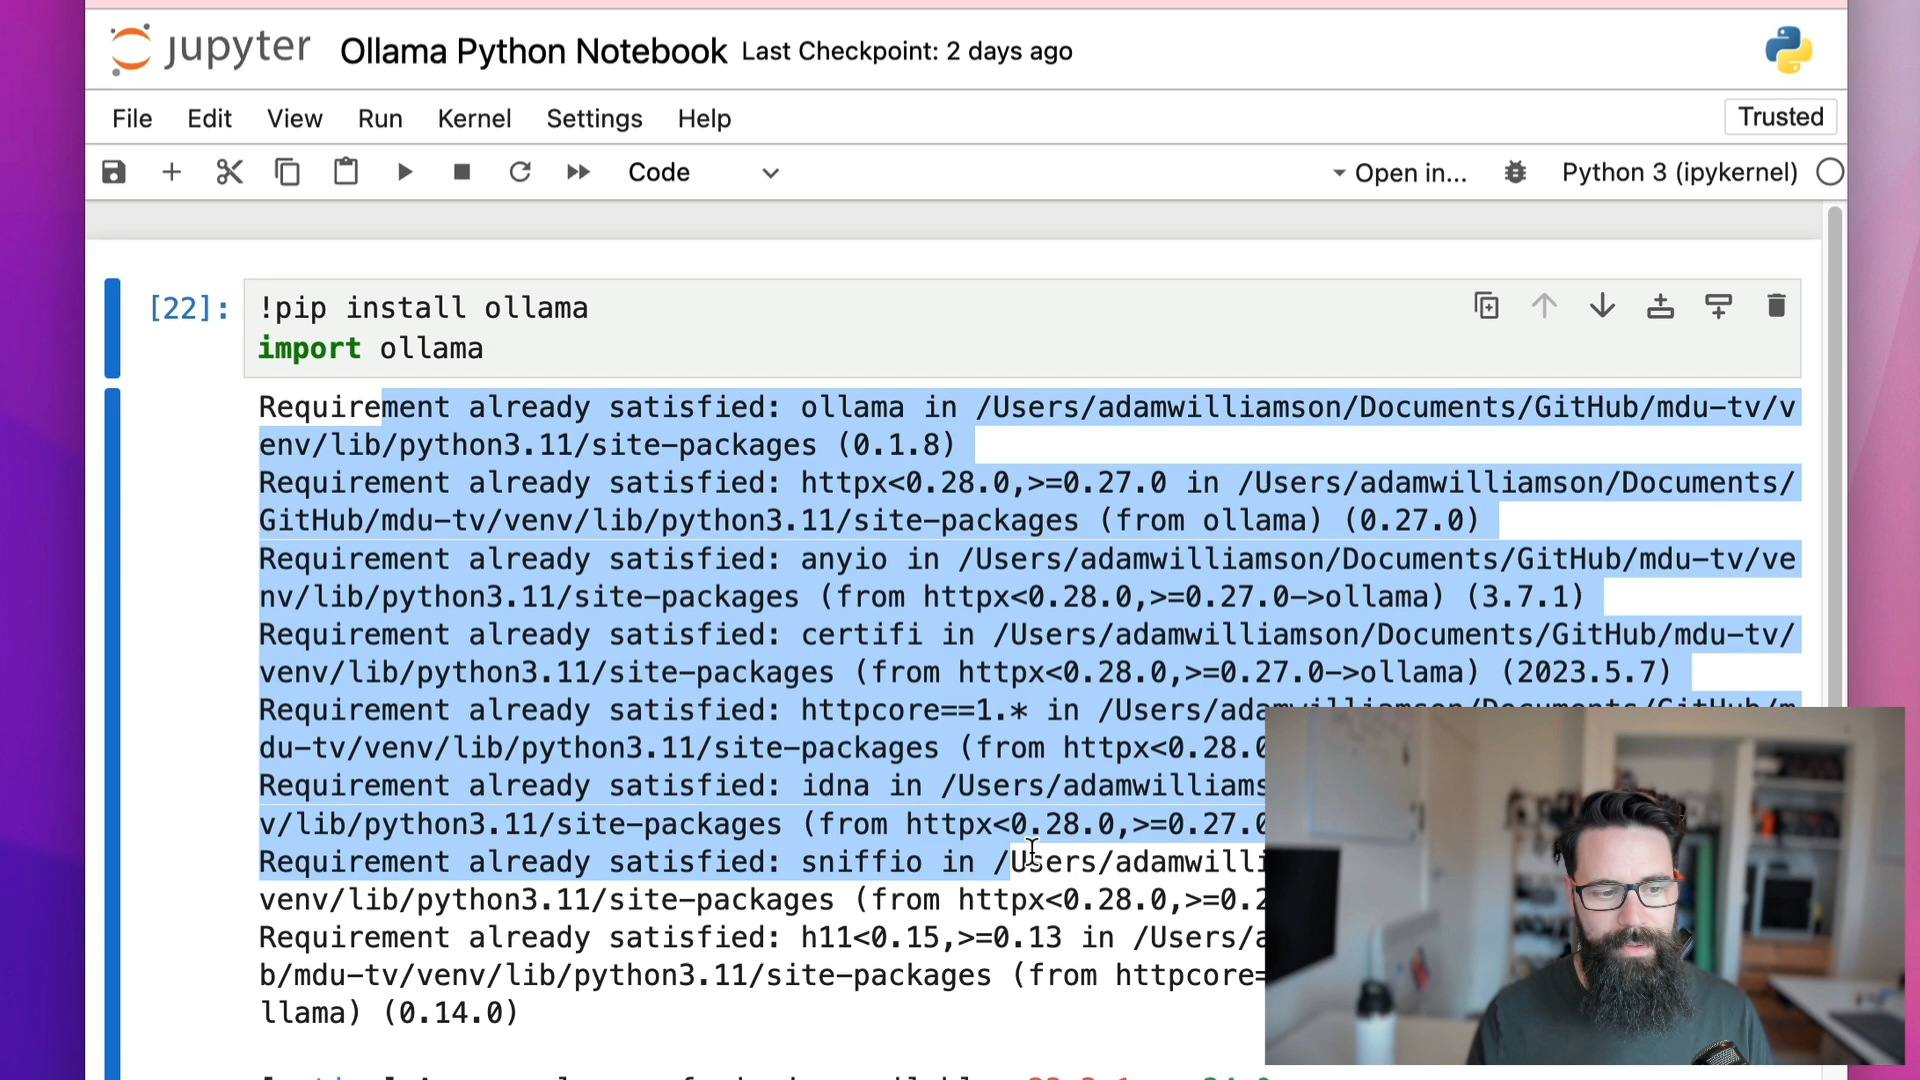 jupyter Ollama Python Notebook Last Checkpoint: 2 days ago
File Edit View Run Kernel Settings Help Trusted
Code Open in... Python 3 (ipykernel)
[22]: !pip install ollama
import ollama
Requirement already satisfied: ollama in /Users/adamwilliamson/Documents/GitHub/mdu-tv/v
env/lib/python3.11/site-packages (0.1.8)
Requirement already satisfied: httpx<0.28.0,>=0.27.0 in /Users/adamwilliamson/Documents/
GitHub/mdu-tv/venv/lib/python3.11/site-packages (from ollama) (0.27.0)
Requirement already satisfied: anyio in /Users/adamwilliamson/Documents/GitHub/mdu-tv/ve
nv/lib/python3.11/site-packages (from httpx<0.28.0,>=0.27.0->ollama) (3.7.1)
Requirement already satisfied: certifi in /Users/adamwilliamson/Documents/GitHub/mdu-tv/
venv/lib/python3.11/site-packages (from httpx<0.28.0,>=0.27.0->ollama) (2023.5.7)
Requirement already satisfied: httpcore==1.* in /Users/adamwilliamson/Documents/GitHub/m
du-tv/venv/lib/python3.11/site-packages (from httpx<0.28.0
Requirement already satisfied: idna in /Users/adamwilliams
v/lib/python3.11/site-packages (from httpx<0.28.0,>=0.27.0
Requirement already satisfied: sniffio in /Users/adamwilli
venv/lib/python3.11/site-packages (from httpx<0.28.0,>=0.2
Requirement already satisfied: h11<0.15,>=0.13 in /Users/a
b/mdu-tv/venv/lib/python3.11/site-packages (from httpcore=
llama) (0.14.0)